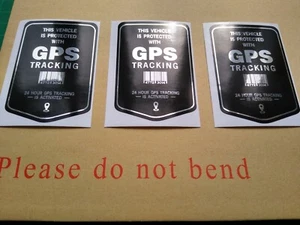 THIS VEHICLE
IS PROTECTED
WITH
GPS
TRACKING
24 HOUR GPS TRACKING
IS ACTIVATED
THIS VEHICLE
IS PROTECTED
WITH
GPS
TRACKING
24 HOUR GPS TRACKING
IS ACTIVATED
THIS VEHICLE
IS PROTECTED
WITH
GPS
TRACKING
24 HOUR GPS TRACKING
IS ACTIVATED
Please do not bend